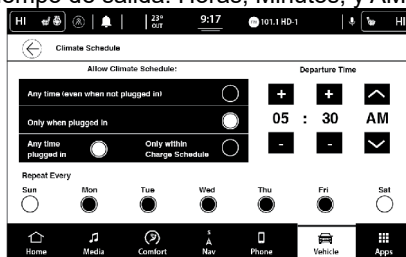 tiempo de salida: Horas, Minutos, y AM
HI 23° OUT 9:17 101.1 HD-1 HI
Climate Schedule
Allow Climate Schedule:
Departure Time
Any time (even when not plugged in)
Only when plugged in
Any time plugged in
Only within Charge Schedule
+ + 
05 : 30 AM
- -
Repeat Every
Sun Mon Tue Wed Thu Fri Sat
Home Media Comfort Nav Phone Vehicle Apps